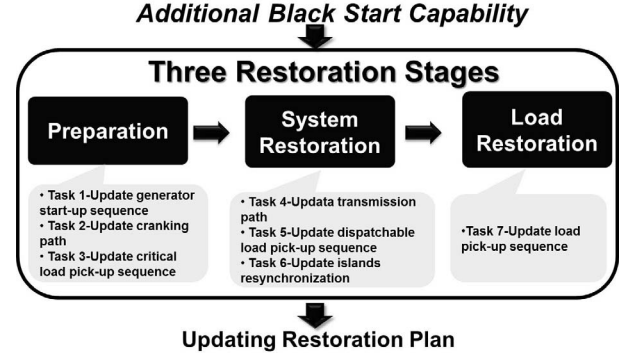 Additional Black Start Capability
Three Restoration Stages
Preparation
System
Restoration
Load
Restoration
• Task 1-Update generator
start-up sequence
• Task 2-Update cranking
path
• Task 3-Update critical
load pick-up sequence
• Task 4-Updata transmission
path
• Task 5-Update dispatchable
load pick-up sequence
• Task 6-Update islands
resynchronization
•Task 7-Update load
pick-up sequence
Updating Restoration Plan